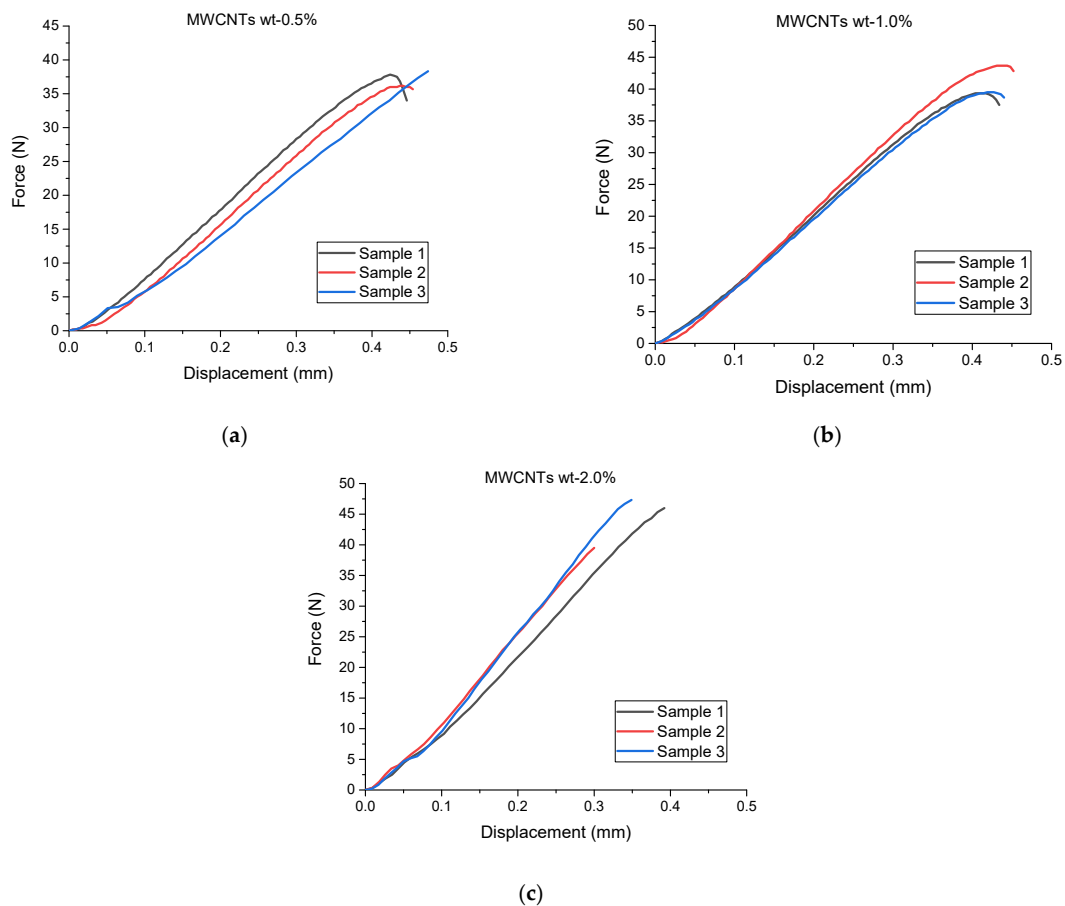 MWCNTs wt-0.5%
45
40
35
30
25
20
15
10
5
0
Force (N)
Sample 1
Sample 2
Sample 3
0.0 0.1 0.2 0.3 0.4 0.5
Displacement (mm)
(a)
MWCNTs wt-1.0%
50
45
40
35
30
25
20
15
10
5
0
Force (N)
Sample 1
Sample 2
Sample 3
0.0 0.1 0.2 0.3 0.4 0.5
Displacement (mm)
(b)
MWCNTs wt-2.0%
50
45
40
35
30
25
20
15
10
5
0
Force (N)
Sample 1
Sample 2
Sample 3
0.0 0.1 0.2 0.3 0.4 0.5
Displacement (mm)
(c)